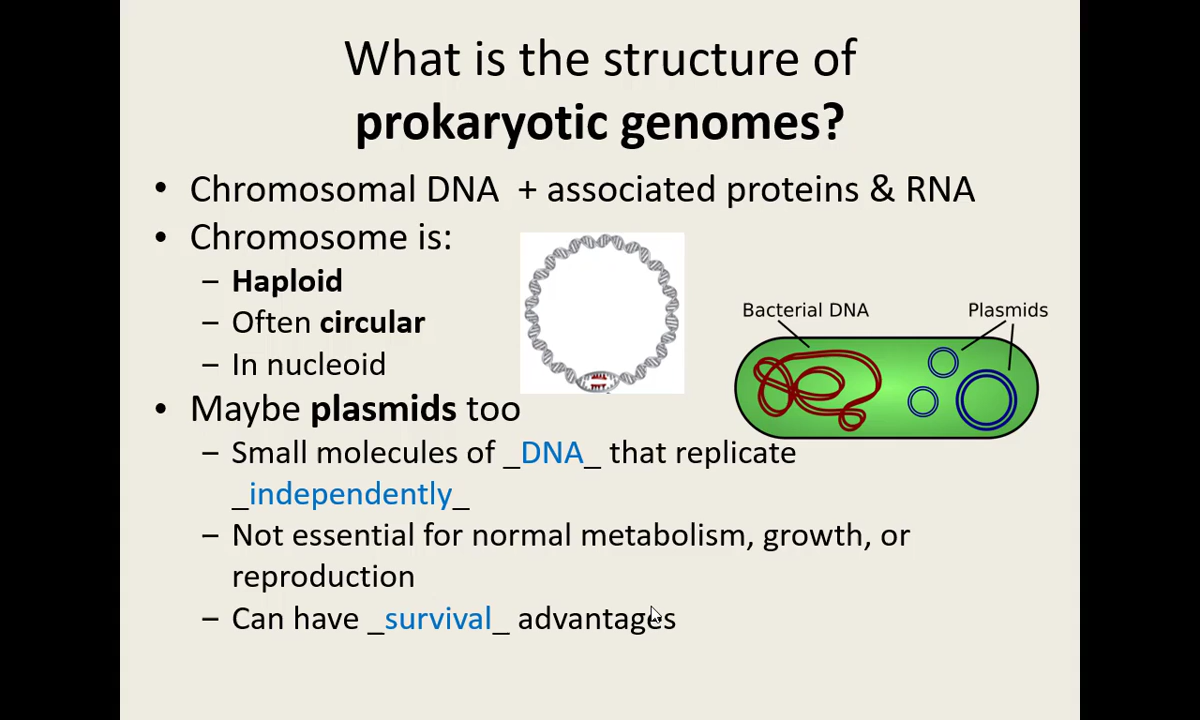 What is the structure of
prokaryotic genomes?
• Chromosomal DNA + associated proteins & RNA
• Chromosome is:
– Haploid
– Often circular
– In nucleoid
Bacterial DNA
Plasmids
• Maybe plasmids too
– Small molecules of _DNA_ that replicate
_independently_
– Not essential for normal metabolism, growth, or
reproduction
– Can have _survival_ advantages